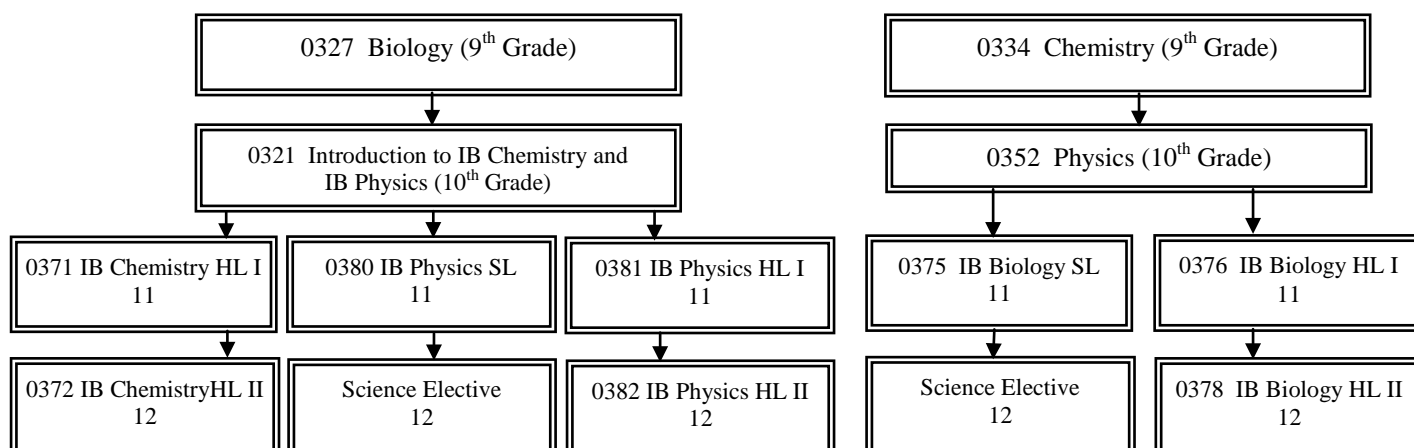 0327 Biology (9th Grade)
0334 Chemistry (9th Grade)
0321 Introduction to IB Chemistry and
IB Physics (10th Grade)
0352 Physics (10th Grade)
0371 IB Chemistry HL I
11
0380 IB Physics SL
11
0381 IB Physics HL I
11
0375 IB Biology SL
11
0376 IB Biology HL I
11
0372 IB ChemistryHL II
12
Science Elective
12
0382 IB Physics HL II
12
Science Elective
12
0378 IB Biology HL II
12